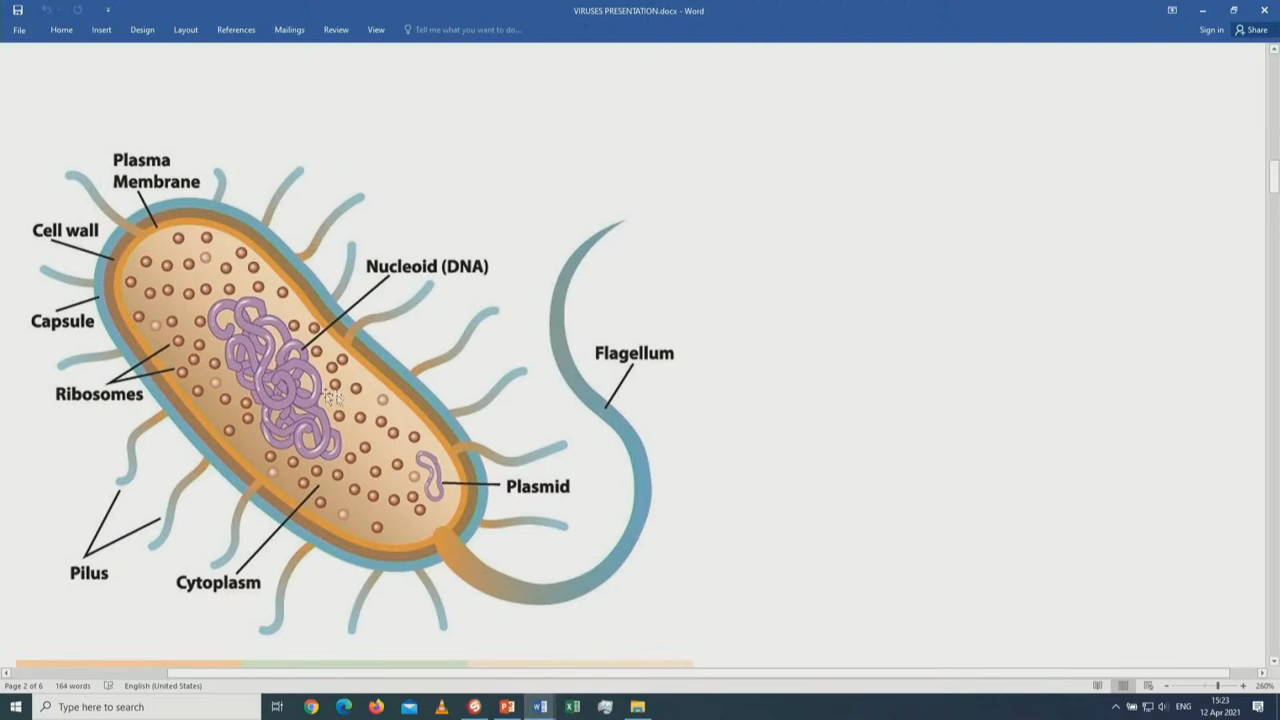 VIRUSES PRESENTATION.docx - Word
File Home Insert Design Layout References Mailings Review View Tell me what you want to do... Sign in Share
Plasma
Membrane
Cell wall
Nucleoid (DNA)
Capsule
Flagellum
Ribosomes
Plasmid
Pilus
Cytoplasm
Page 2 of 6 164 words English (United States) 260%
Type here to search
ENG
15:23
12 Apr 2021